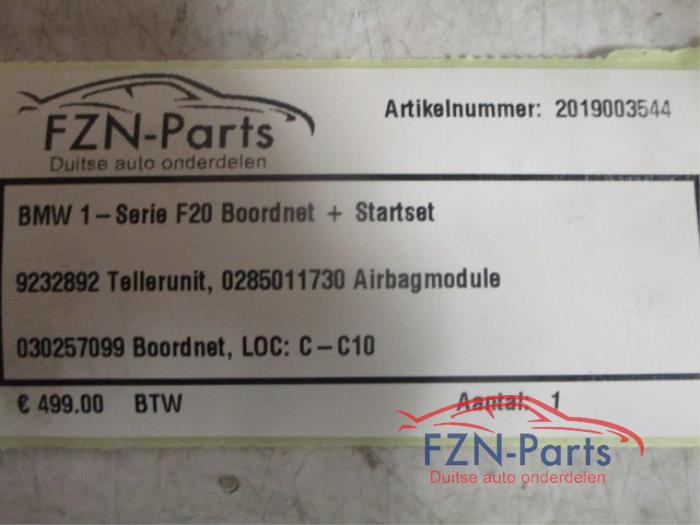 FZN-Parts
Duitse auto onderdelen
Artikelnummer: 2019003544
BMW 1-Serie F20 Boordnet + Startset
9232892 Tellerunit, 0285011730 Airbagmodule
030257099 Boordnet, LOC: C-C10
€ 499.00 BTW Aantal: 1
FZN-Parts
Duitse auto onderdelen